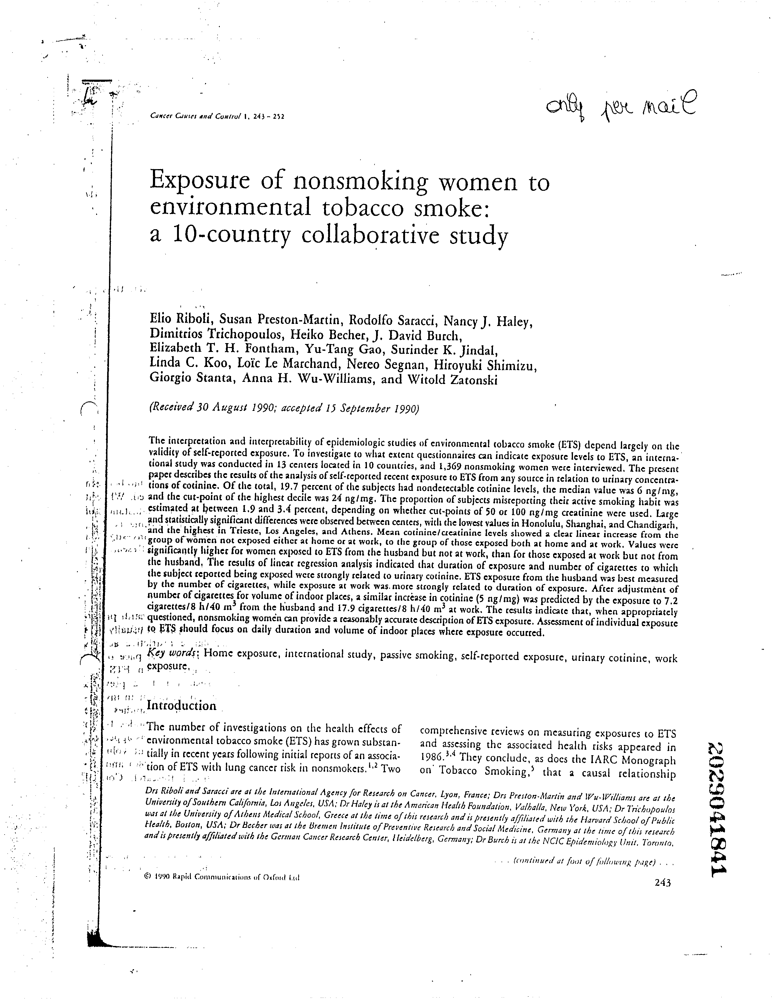 only per mail
Cancer Causes and Control 1, 243 – 252
Exposure of nonsmoking women to
environmental tobacco smoke:
a 10-country collaborative study
Elio Riboli, Susan Preston-Martin, Rodolfo Saracci, Nancy J. Haley,
Dimitrios Trichopoulos, Heiko Becher, J. David Burch,
Elizabeth T. H. Fontham, Yu-Tang Gao, Surinder K. Jindal,
Linda C. Koo, Loïc Le Marchand, Nereo Segnan, Hiroyuki Shimizu,
Giorgio Stanta, Anna H. Wu-Williams, and Witold Zatonski
(Received 30 August 1990; accepted 15 September 1990)
The interpretation and interpretability of epidemiologic studies of environmental tobacco smoke (ETS) depend largely on the
validity of self-reported exposure. To investigate to what extent questionnaires can indicate exposure levels to ETS, an interna-
tional study was conducted in 13 centers located in 10 countries, and 1,369 nonsmoking women were interviewed. The present
paper describes the results of the analysis of self-reported recent exposure to ETS from any source in relation to urinary concentra-
tions of cotinine. Of the total, 19.7 percent of the subjects had nondetectable cotinine levels, the median value was 6 ng/mg,
and the cut-point of the highest decile was 24 ng/mg. The proportion of subjects misreporting their active smoking habit was
estimated at between 1.9 and 3.4 percent, depending on whether cut-points of 50 or 100 ng/mg creatinine were used. Large
and statistically significant differences were observed between centers, with the lowest values in Honolulu, Shanghai, and Chandigarh,
and the highest in Trieste, Los Angeles, and Athens. Mean cotinine/creatinine levels showed a clear linear increase from the
group of women not exposed either at home or at work, to the group of those exposed both at home and at work. Values were
significantly higher for women exposed to ETS from the husband but not at work, than for those exposed at work but not from
the husband. The results of linear regression analysis indicated that duration of exposure and number of cigarettes to which
the subject reported being exposed were strongly related to urinary cotinine. ETS exposure from the husband was best measured
by the number of cigarettes, while exposure at work was more strongly related to duration of exposure. After adjustment of
number of cigarettes for volume of indoor places, a similar increase in cotinine (5 ng/mg) was predicted by the exposure to 7.2
cigarettes/8 h/40 m³ from the husband and 17.9 cigarettes/8 h/40 m³ at work. The results indicate that, when appropriately
questioned, nonsmoking women can provide a reasonably accurate description of ETS exposure. Assessment of individual exposure
to ETS should focus on daily duration and volume of indoor places where exposure occurred.
Key words: Home exposure, international study, passive smoking, self-reported exposure, urinary cotinine, work
exposure.
Introduction
The number of investigations on the health effects of
environmental tobacco smoke (ETS) has grown substan-
tially in recent years following initial reports of an associa-
tion of ETS with lung cancer risk in nonsmokers.¹,² Two
comprehensive reviews on measuring exposures to ETS
and assessing the associated health risks appeared in
1986.³,⁴ They conclude, as does the IARC Monograph
on Tobacco Smoking,⁵ that a causal relationship
Drs Riboli and Saracci are at the International Agency for Research on Cancer, Lyon, France; Drs Preston-Martin and Wu-Williams are at the
University of Southern California, Los Angeles, USA; Dr Haley is at the American Health Foundation, Valhalla, New York, USA; Dr Trichopoulos
was at the University of Athens Medical School, Greece at the time of this research and is presently affiliated with the Harvard School of Public
Health, Boston, USA; Dr Becher was at the Bremen Institute of Preventive Research and Social Medicine, Germany at the time of this research
and is presently affiliated with the German Cancer Research Center, Heidelberg, Germany; Dr Burch is at the NCIC Epidemiology Unit, Toronto,
. . . (continued at foot of following page) . . .
© 1990 Rapid Communications of Oxford Ltd
243
2029041841